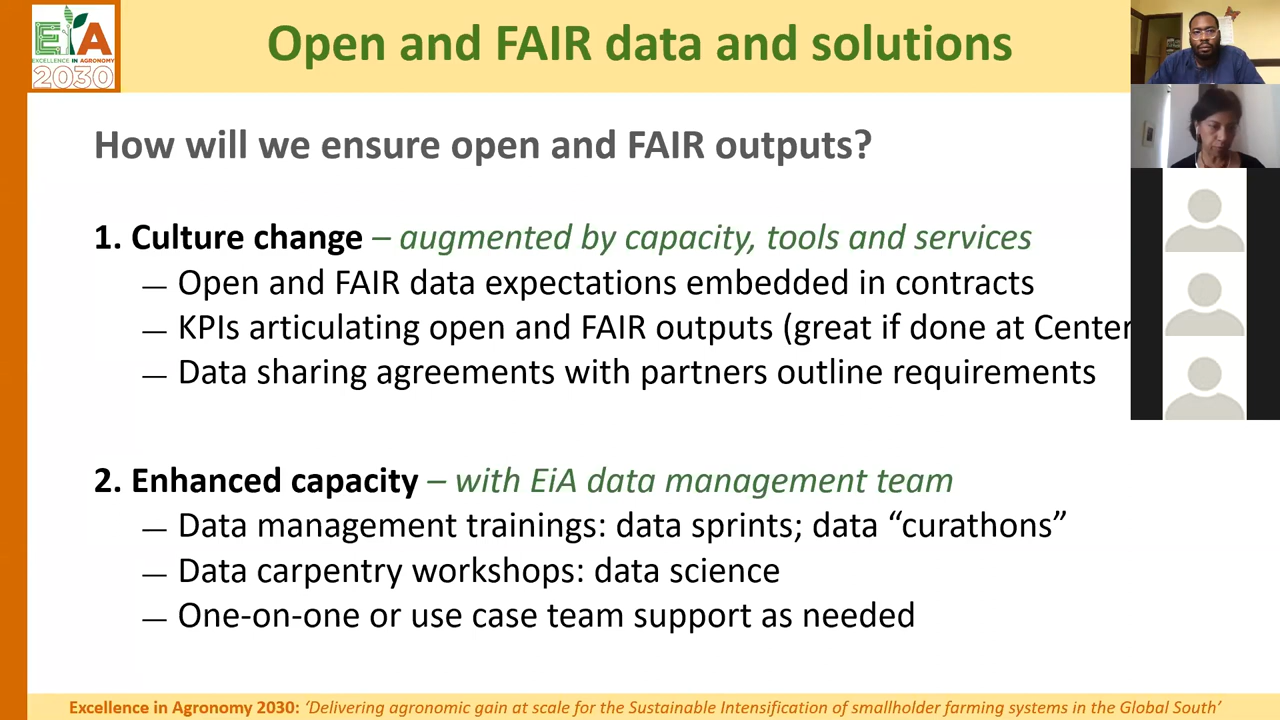 EiA
EXCELLENCE IN AGRONOMY
2030
Open and FAIR data and solutions
How will we ensure open and FAIR outputs?
1. Culture change – augmented by capacity, tools and services
— Open and FAIR data expectations embedded in contracts
— KPIs articulating open and FAIR outputs (great if done at Center
— Data sharing agreements with partners outline requirements
2. Enhanced capacity – with EiA data management team
— Data management trainings: data sprints; data “curathons”
— Data carpentry workshops: data science
— One-on-one or use case team support as needed
Excellence in Agronomy 2030: ‘Delivering agronomic gain at scale for the Sustainable Intensification of smallholder farming systems in the Global South’